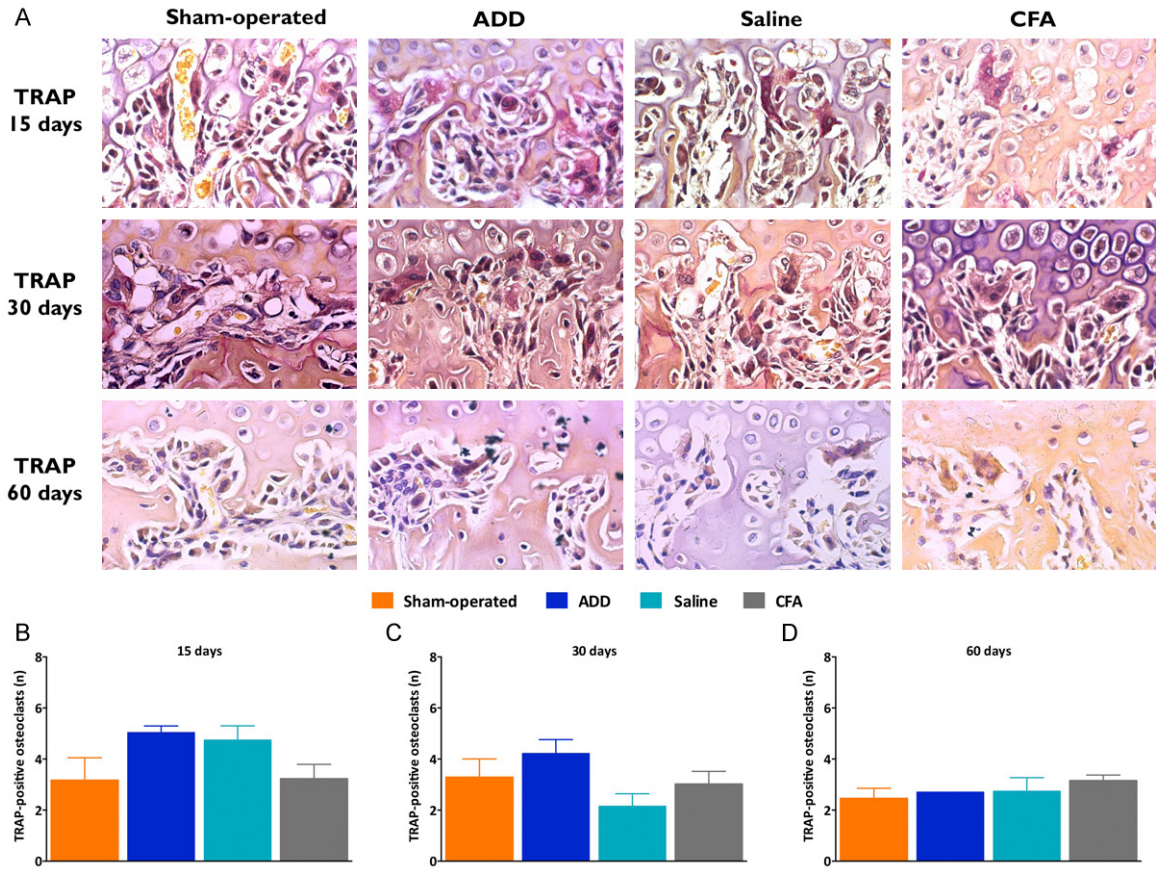 A
Sham-operated
ADD
Saline
CFA
TRAP
15 days
TRAP
30 days
TRAP
60 days
Sham-operated
ADD
Saline
CFA
B
15 days
TRAP-positive osteoclasts (n)
8
6
4
2
0
C
30 days
TRAP-positive osteoclasts (n)
8
6
4
2
0
D
60 days
TRAP-positive osteoclasts (n)
8
6
4
2
0